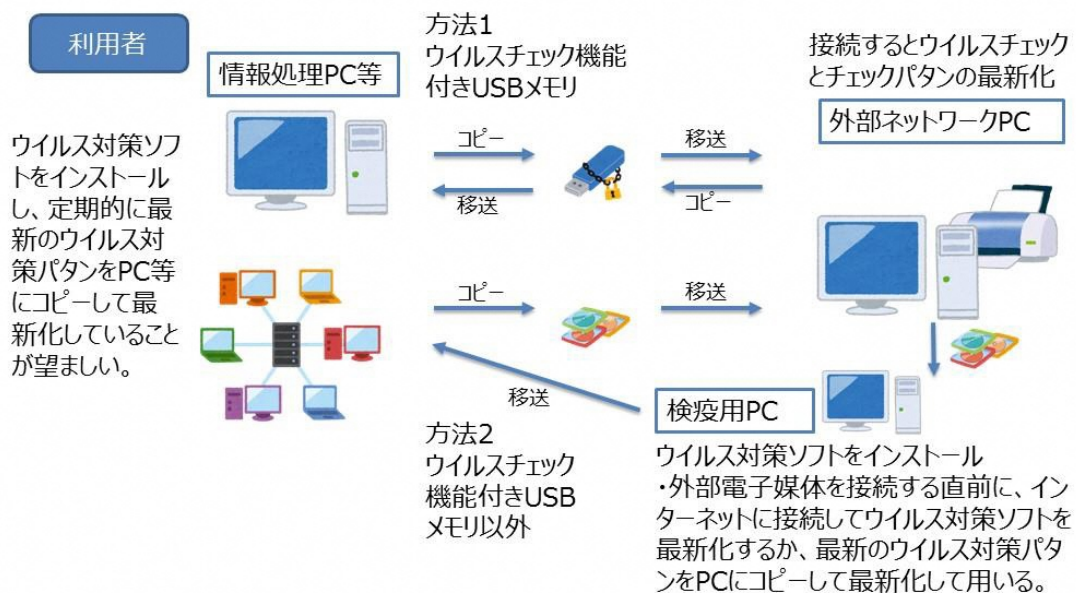 利用者
情報処理PC等
ウイルス対策ソフ
トをインストール
し、定期的に最
新のウイルス対
策パタンをPC等
にコピーして最
新化していること
が望ましい。
方法1
ウイルスチェック機能
付きUSBメモリ
コピー
移送
移送
コピー
接続するとウイルスチェック
とチェックパタンの最新化
外部ネットワークPC
コピー
移送
移送
方法2
ウイルスチェック
機能付きUSB
メモリ以外
検疫用PC
ウイルス対策ソフトをインストール
・外部電子媒体を接続する直前に、イン
ターネットに接続してウイルス対策ソフトを
最新化するか、最新のウイルス対策パタ
ンをPCにコピーして最新化して用いる。